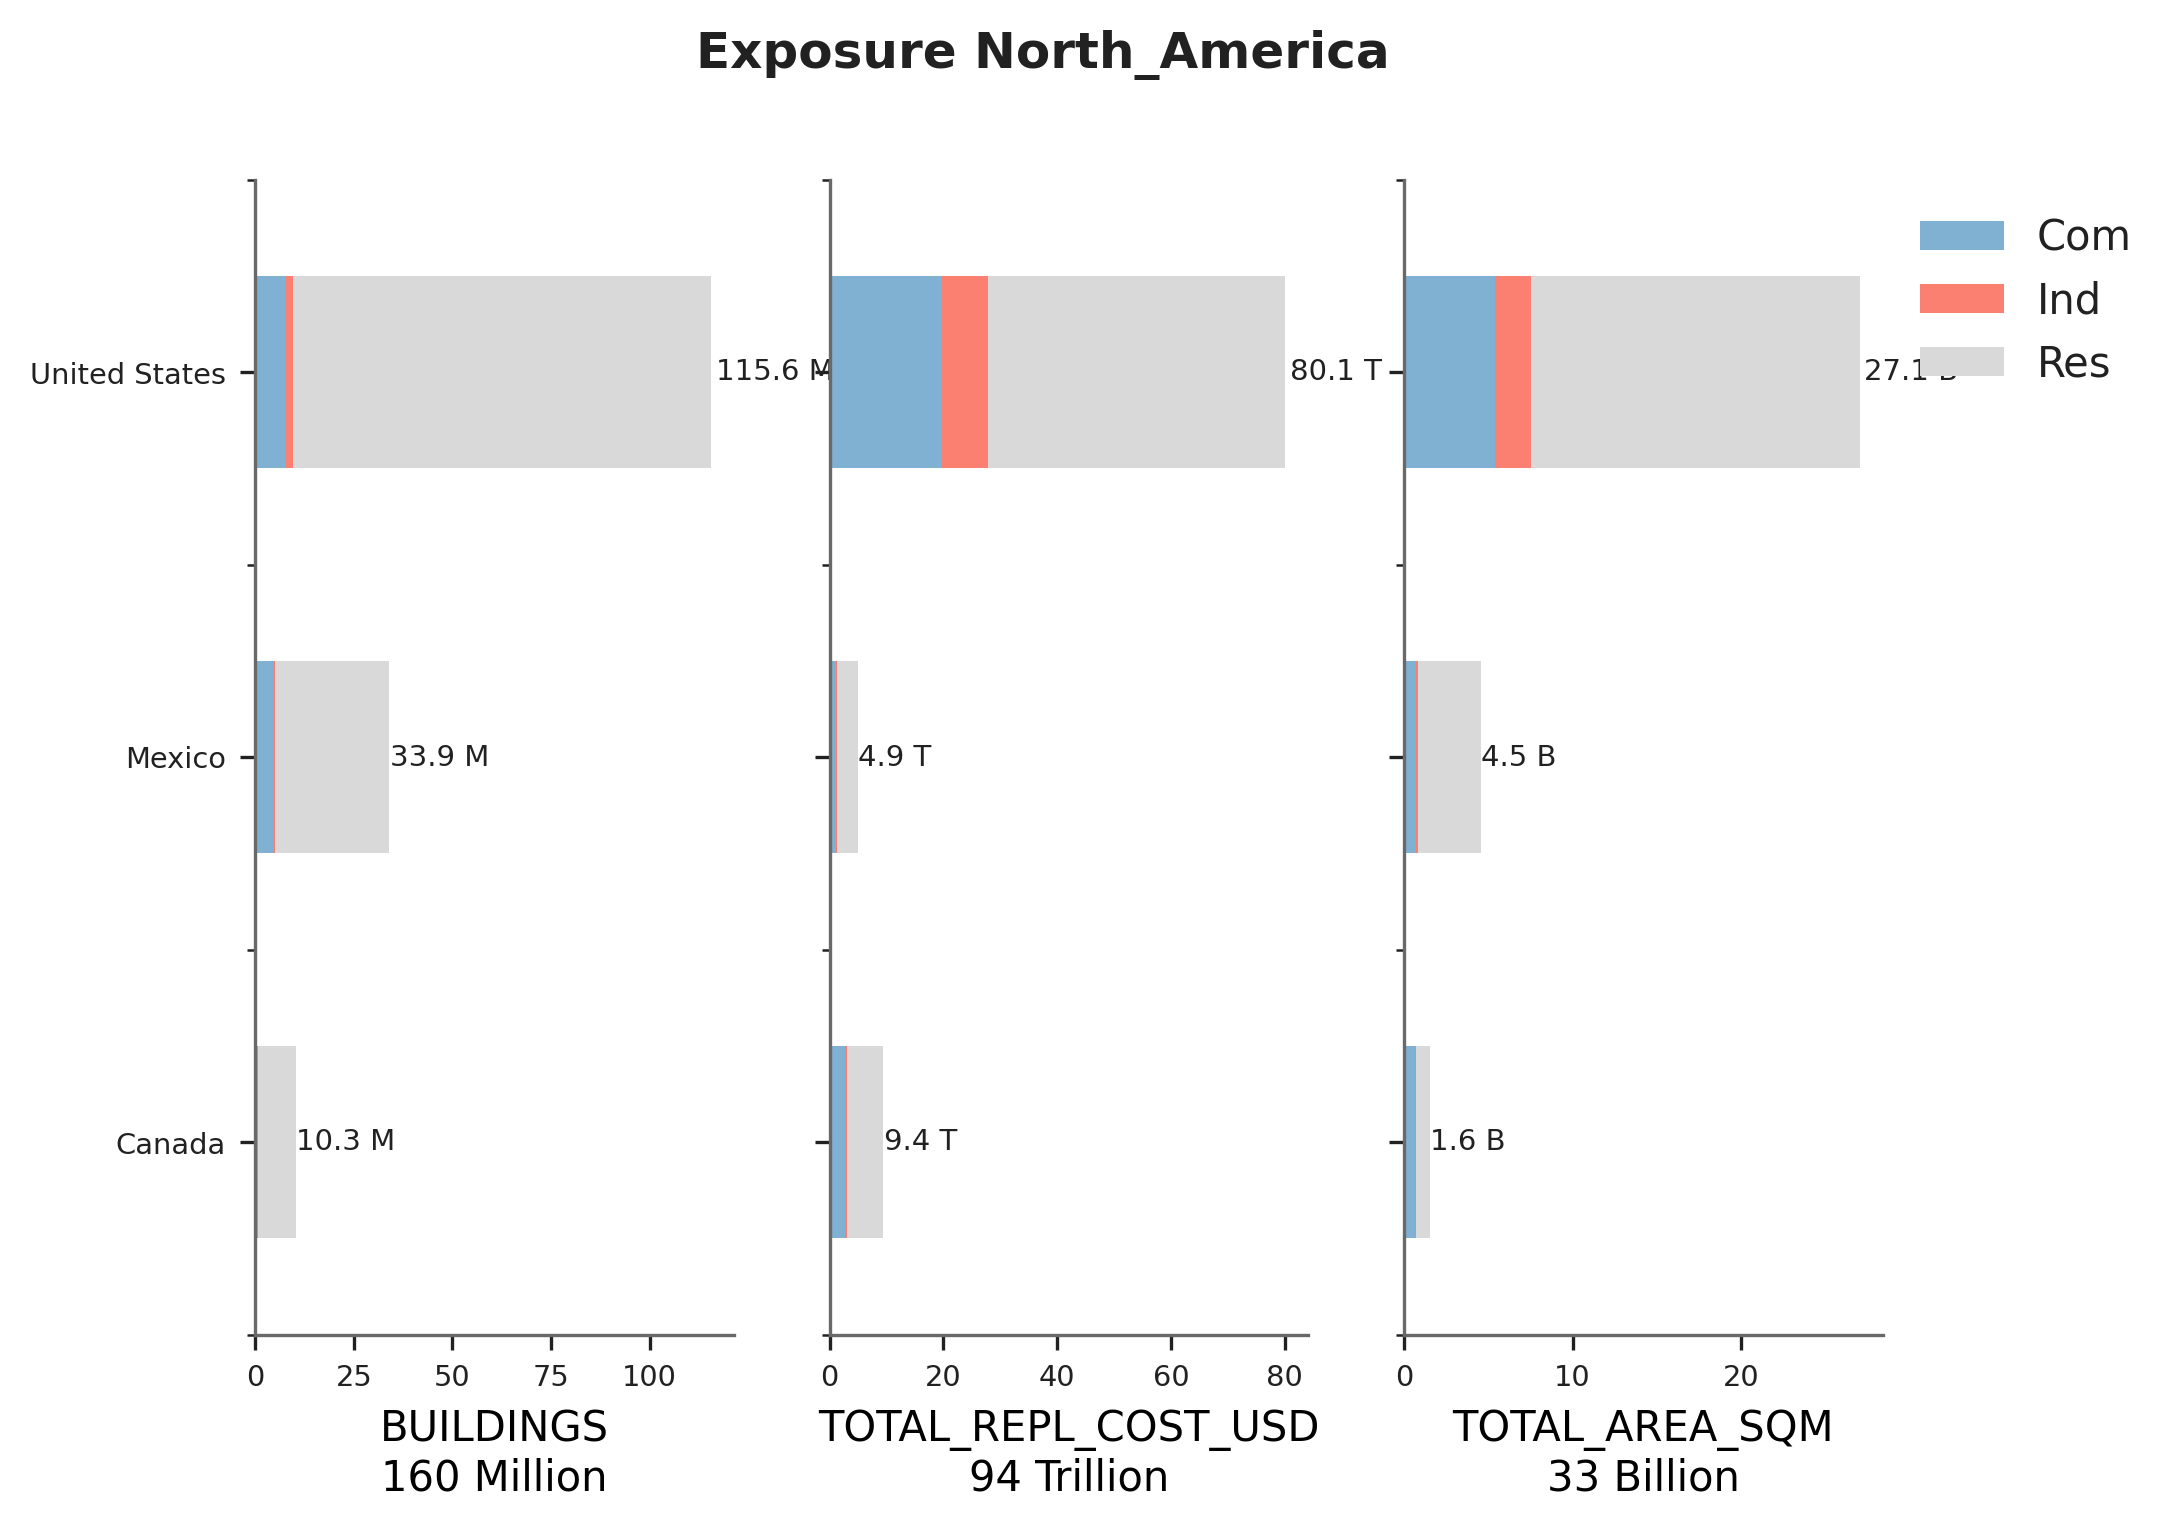 Exposure North_America
Com
Ind
Res
United States
115.6 M
80.1 T
27.1 B
Mexico
33.9 M
4.9 T
4.5 B
Canada
10.3 M
9.4 T
1.6 B
0 25 50 75 100
0 20 40 60 80
0 10 20
BUILDINGS
160 Million
TOTAL_REPL_COST_USD
94 Trillion
TOTAL_AREA_SQM
33 Billion